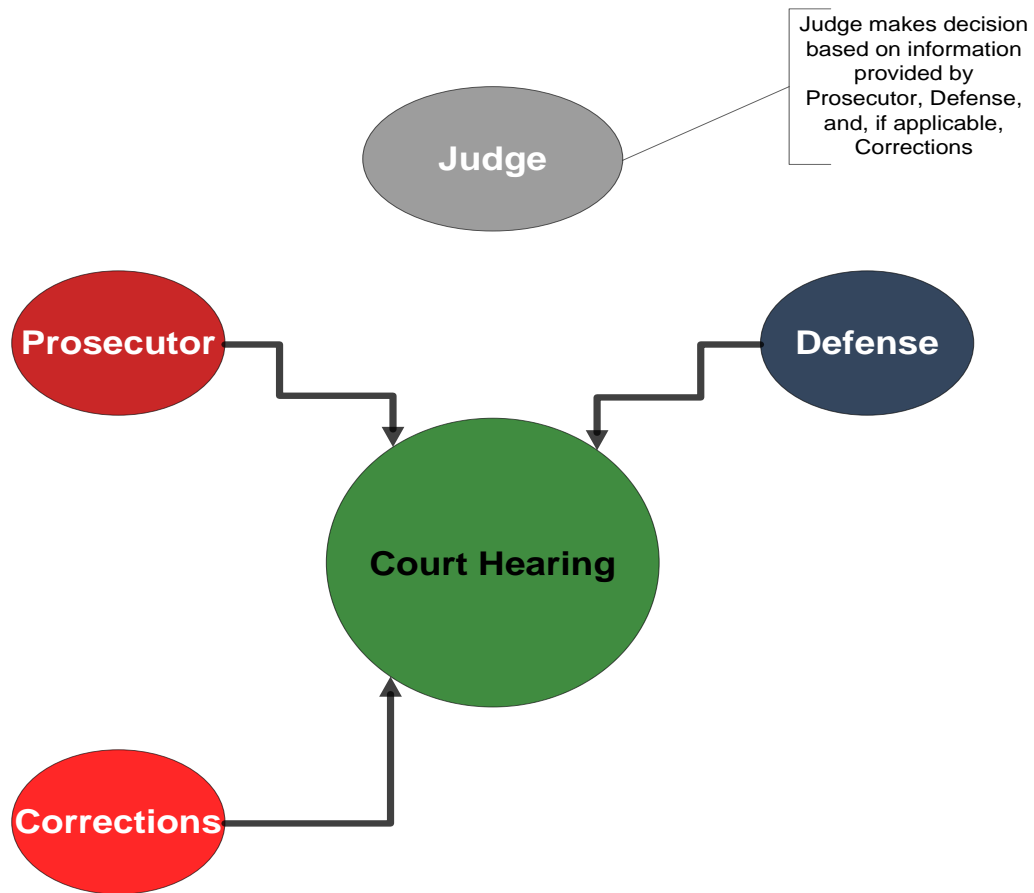 Judge makes decision
based on information
provided by
Prosecutor, Defense,
and, if applicable,
Corrections
Judge
Prosecutor
Defense
Court Hearing
Corrections